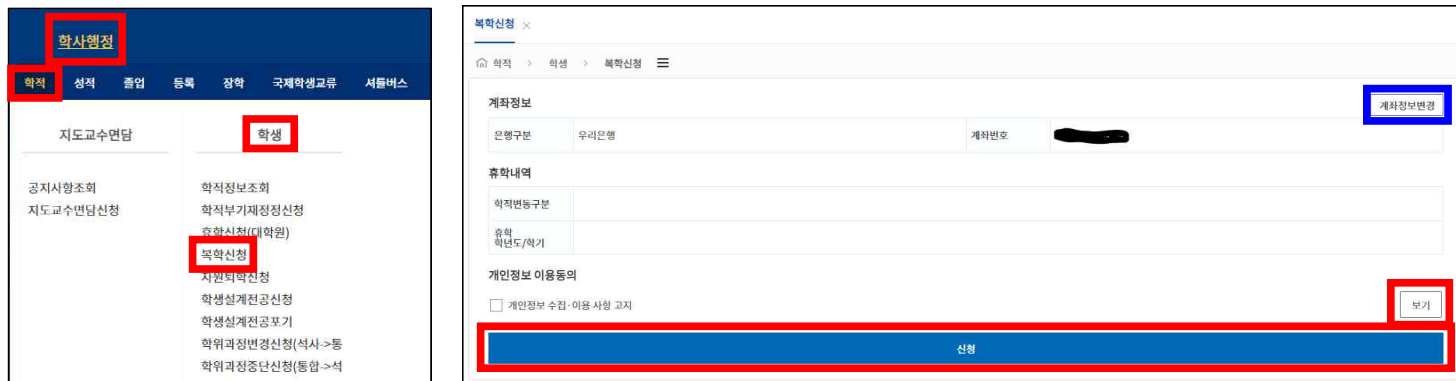 학사행정
학적 성적 졸업 등록 장학 국제학생교류 셔틀버스
지도교수면담
공지사항조회
지도교수면담신청
학생
학적정보조회
학적부기재정정신청
휴학신청(대학원)
복학신청
자원퇴학신청
학생설계전공신청
학생설계전공포기
학위과정변경신청(석사->통
학위과정중단신청(통합->석
복학신청 ×
학적 > 학생 > 복학신청
계좌정보 계좌정보변경
은행구분 우리은행 계좌번호
휴학내역
학적변동구분
휴학
학년도/학기
개인정보 이용동의
개인정보 수집·이용 사항 고지 보기
신청